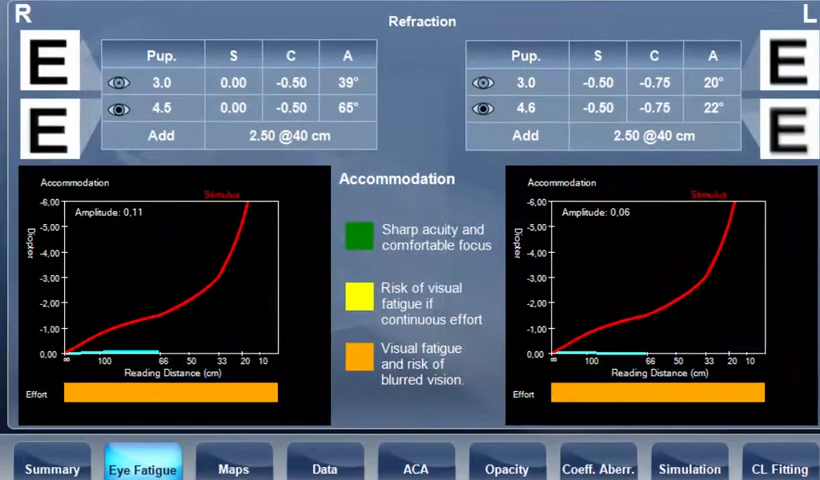 R
Refraction
L
E
Pup. S C A
3.0 0.00 -0.50 39°
E
4.5 0.00 -0.50 65°
Add 2.50 @40 cm
Pup. S C A
E
3.0 -0.50 -0.75 20°
4.6 -0.50 -0.75 22°
E
Add 2.50 @40 cm
Accommodation
Stimulus
Amplitude: 0,11
Diopter
-6,00
-5,00
-4,00
-3,00
-2,00
-1,00
0,00
∞ 100 66 50 33 20 10
Reading Distance (cm)
Effort
Accommodation
Sharp acuity and
comfortable focus
Risk of visual
fatigue if
continuous effort
Visual fatigue
and risk of
blurred vision.
Accommodation
Stimulus
Amplitude: 0,06
Diopter
-6,00
-5,00
-4,00
-3,00
-2,00
-1,00
0,00
∞ 100 66 50 33 20 10
Reading Distance (cm)
Effort
Summary Eye Fatigue Maps Data ACA Opacity Coeff. Aberr. Simulation CL Fitting